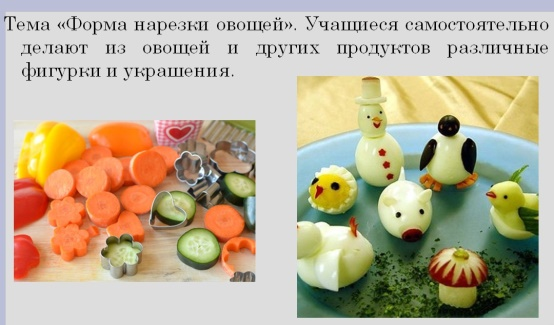 Тема «Форма нарезки овощей». Учащиеся самостоятельно
делают из овощей и других продуктов различные
фигурки и украшения.